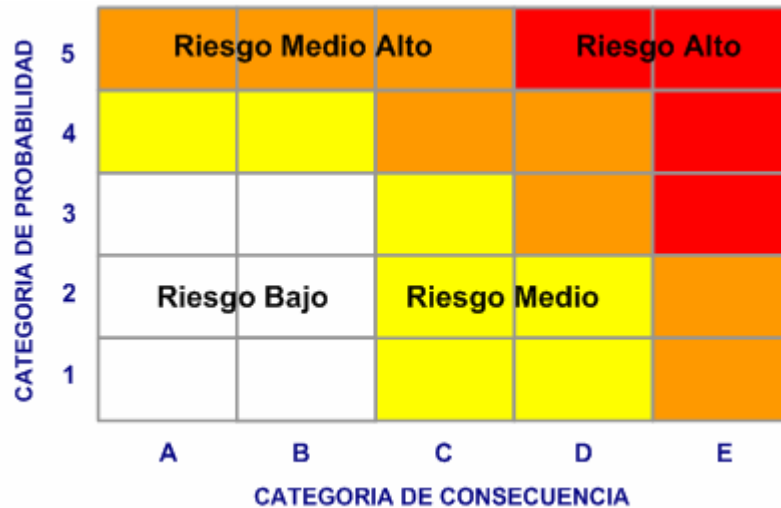 CATEGORIA DE PROBABILIDAD
5
Riesgo Medio Alto
Riesgo Alto
4
3
2
Riesgo Bajo
Riesgo Medio
1
A B C D E
CATEGORIA DE CONSECUENCIA